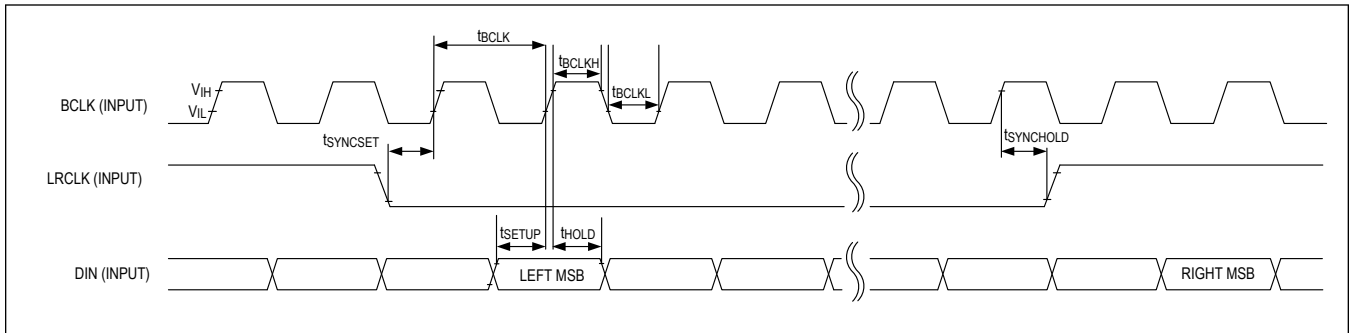 tBCLK
tBCLKH
tBCLKL
VIH
VIL
BCLK (INPUT)
tSYNCSET
tSYNCHOLD
LRCLK (INPUT)
tSETUP
tHOLD
DIN (INPUT)
LEFT MSB
RIGHT MSB